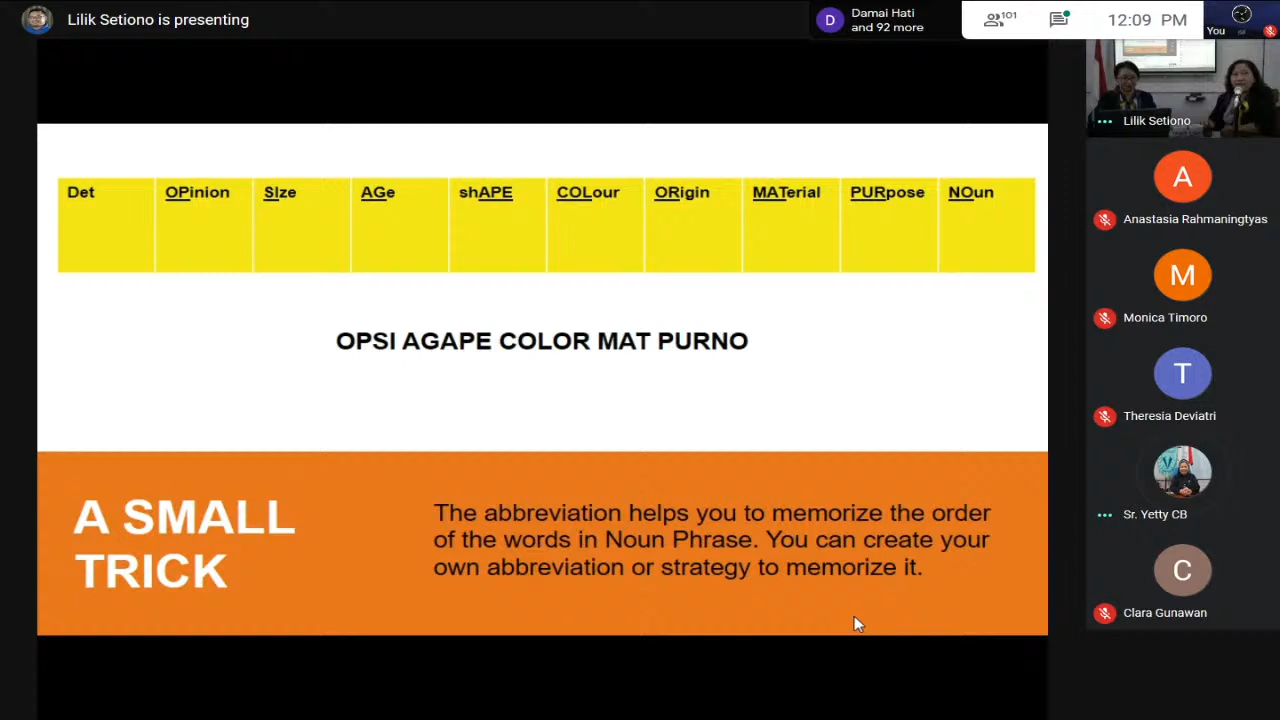 Lilik Setiono is presenting
D
Damai Hati
and 92 more
101
12:09 PM
You
Det
OPinion
SIze
AGe
shAPE
COLour
ORigin
MATerial
PURpose
NOun
OPSI AGAPE COLOR MAT PURNO
A SMALL
TRICK
The abbreviation helps you to memorize the order
of the words in Noun Phrase. You can create your
own abbreviation or strategy to memorize it.
Lilik Setiono
A
Anastasia Rahmaningtyas
M
Monica Timoro
T
Theresia Deviatri
Sr. Yetty CB
C
Clara Gunawan